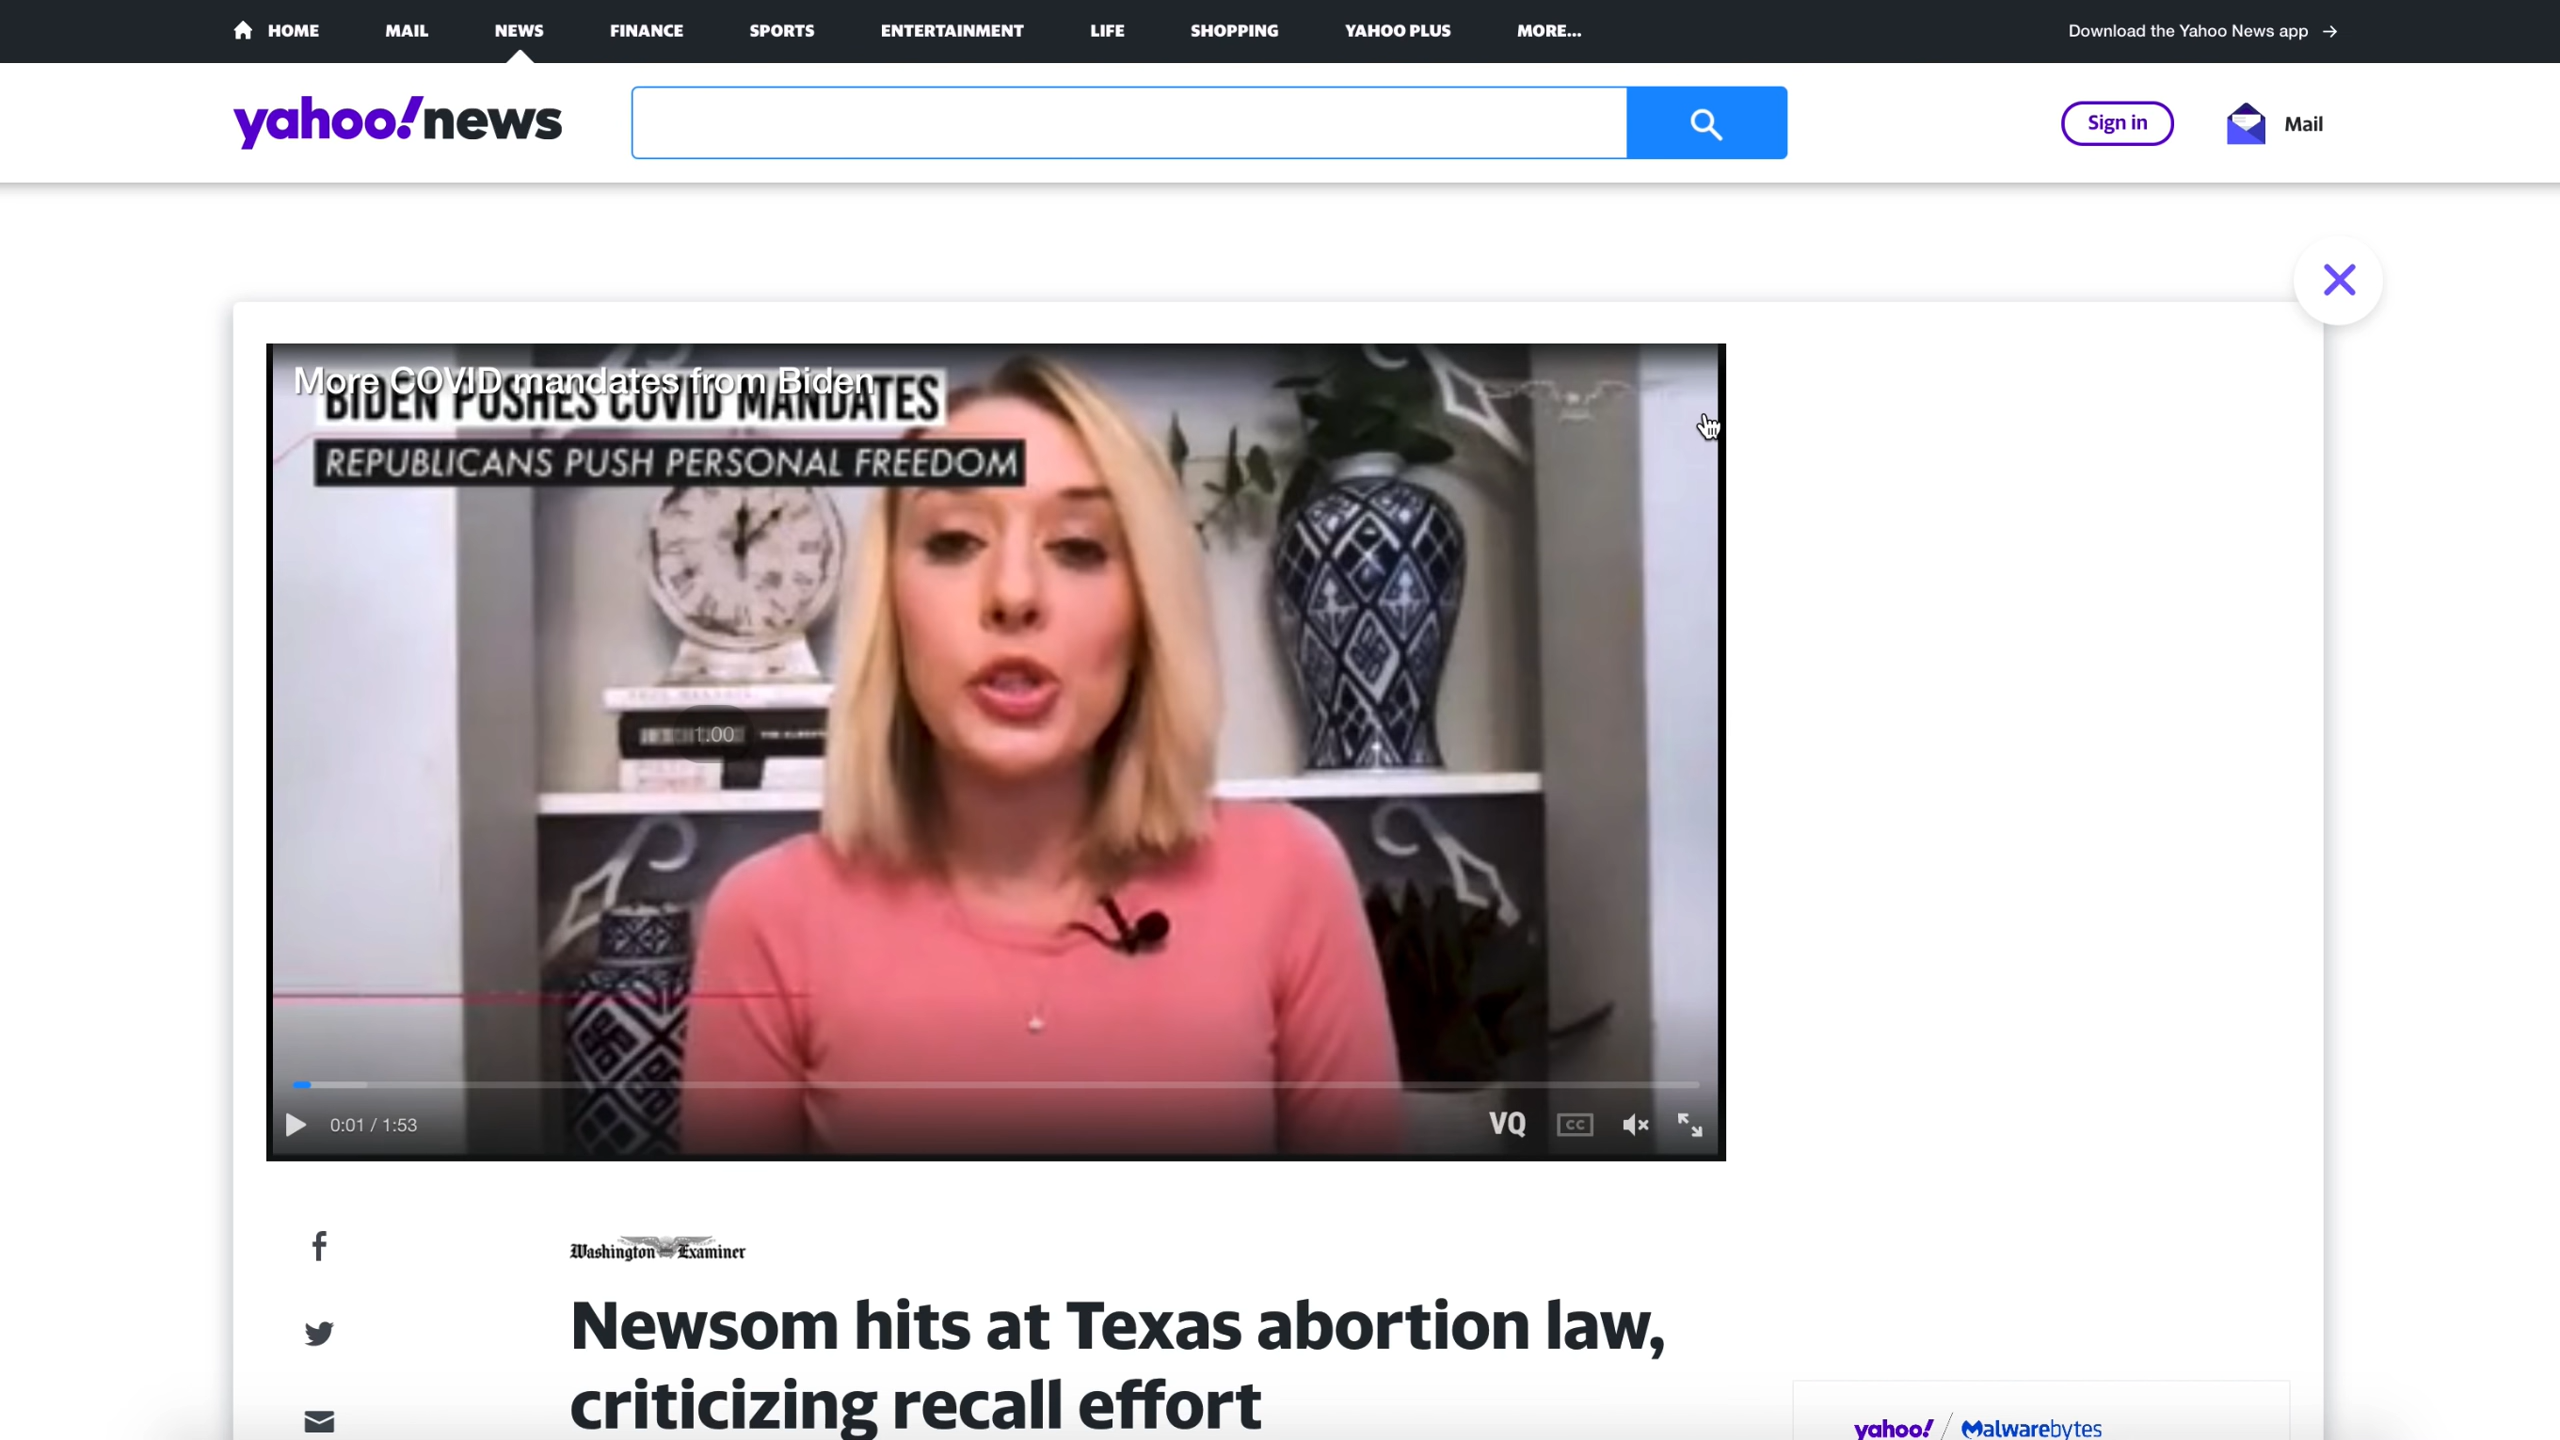 HOME MAIL NEWS FINANCE SPORTS ENTERTAINMENT LIFE SHOPPING YAHOO PLUS MORE... Download the Yahoo News app →
yahoo!news
Sign in Mail
More COVID mandates from Biden
BIDEN PUSHES COVID MANDATES
REPUBLICANS PUSH PERSONAL FREEDOM
1.00
0:01 / 1:53 VQ CC
Washington Examiner
Newsom hits at Texas abortion law,
criticizing recall effort
yahoo! / Malwarebytes